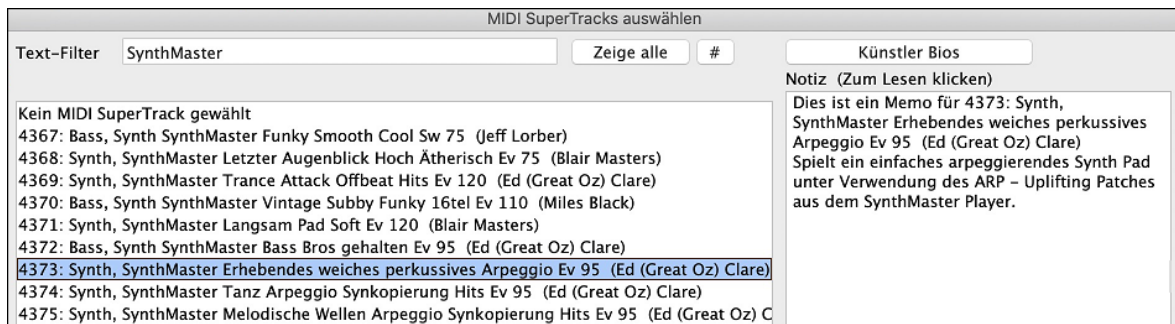 MIDI SuperTracks auswählen
Text-Filter SynthMaster Zeige alle # Künstler Bios
Notiz (Zum Lesen klicken)
Kein MIDI SuperTrack gewählt
4367: Bass, Synth SynthMaster Funky Smooth Cool Sw 75 (Jeff Lorber)
4368: Synth, SynthMaster Letzter Augenblick Hoch Ätherisch Ev 75 (Blair Masters)
4369: Synth, SynthMaster Trance Attack Offbeat Hits Ev 120 (Ed (Great Oz) Clare)
4370: Bass, Synth SynthMaster Vintage Subby Funky 16tel Ev 110 (Miles Black)
4371: Synth, SynthMaster Langsam Pad Soft Ev 120 (Blair Masters)
4372: Bass, Synth SynthMaster Bass Bros gehalten Ev 95 (Ed (Great Oz) Clare)
4373: Synth, SynthMaster Erhebendes weiches perkussives Arpeggio Ev 95 (Ed (Great Oz) Clare)
4374: Synth, SynthMaster Tanz Arpeggio Synkopierung Hits Ev 95 (Ed (Great Oz) Clare)
4375: Synth, SynthMaster Melodische Wellen Arpeggio Synkopierung Hits Ev 95 (Ed (Great Oz) C
Dies ist ein Memo für 4373: Synth,
SynthMaster Erhebendes weiches perkussives
Arpeggio Ev 95 (Ed (Great Oz) Clare)
Spielt ein einfaches arpeggierendes Synth Pad
unter Verwendung des ARP – Uplifting Patches
aus dem SynthMaster Player.